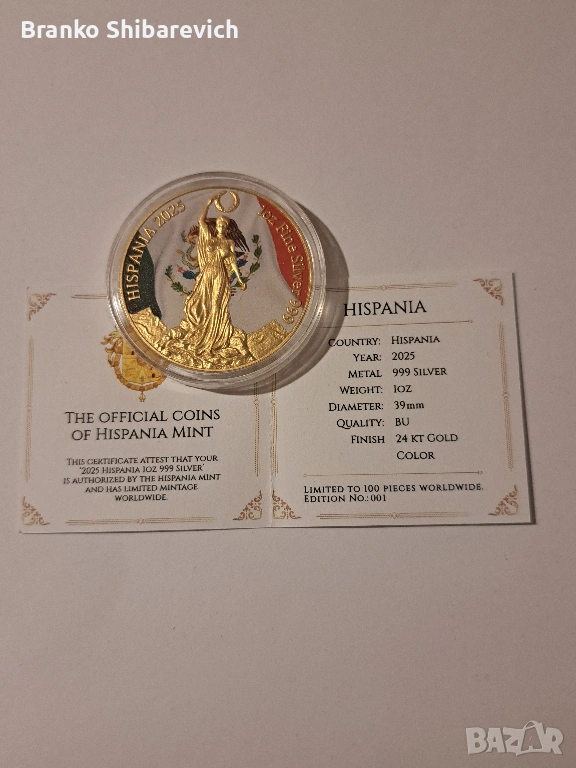 Branko Shibarevich
HISPANIA 2025
1oz Fine Silver 999
THE OFFICIAL COINS
OF HISPANIA MINT
THIS CERTIFICATE ATTEST THAT YOUR
'2025 HISPANIA 1OZ 999 SILVER'
IS AUTHORIZED BY THE HISPANIA MINT
AND HAS LIMITED MINTAGE
WORLDWIDE.
HISPANIA
COUNTRY: HISPANIA
YEAR: 2025
METAL 999 SILVER
WEIGHT: 1OZ
DIAMETER: 39mm
QUALITY: BU
FINISH 24 KT GOLD
COLOR
LIMITED TO 100 PIECES WORLDWIDE.
EDITION NO.:001
BAZAR